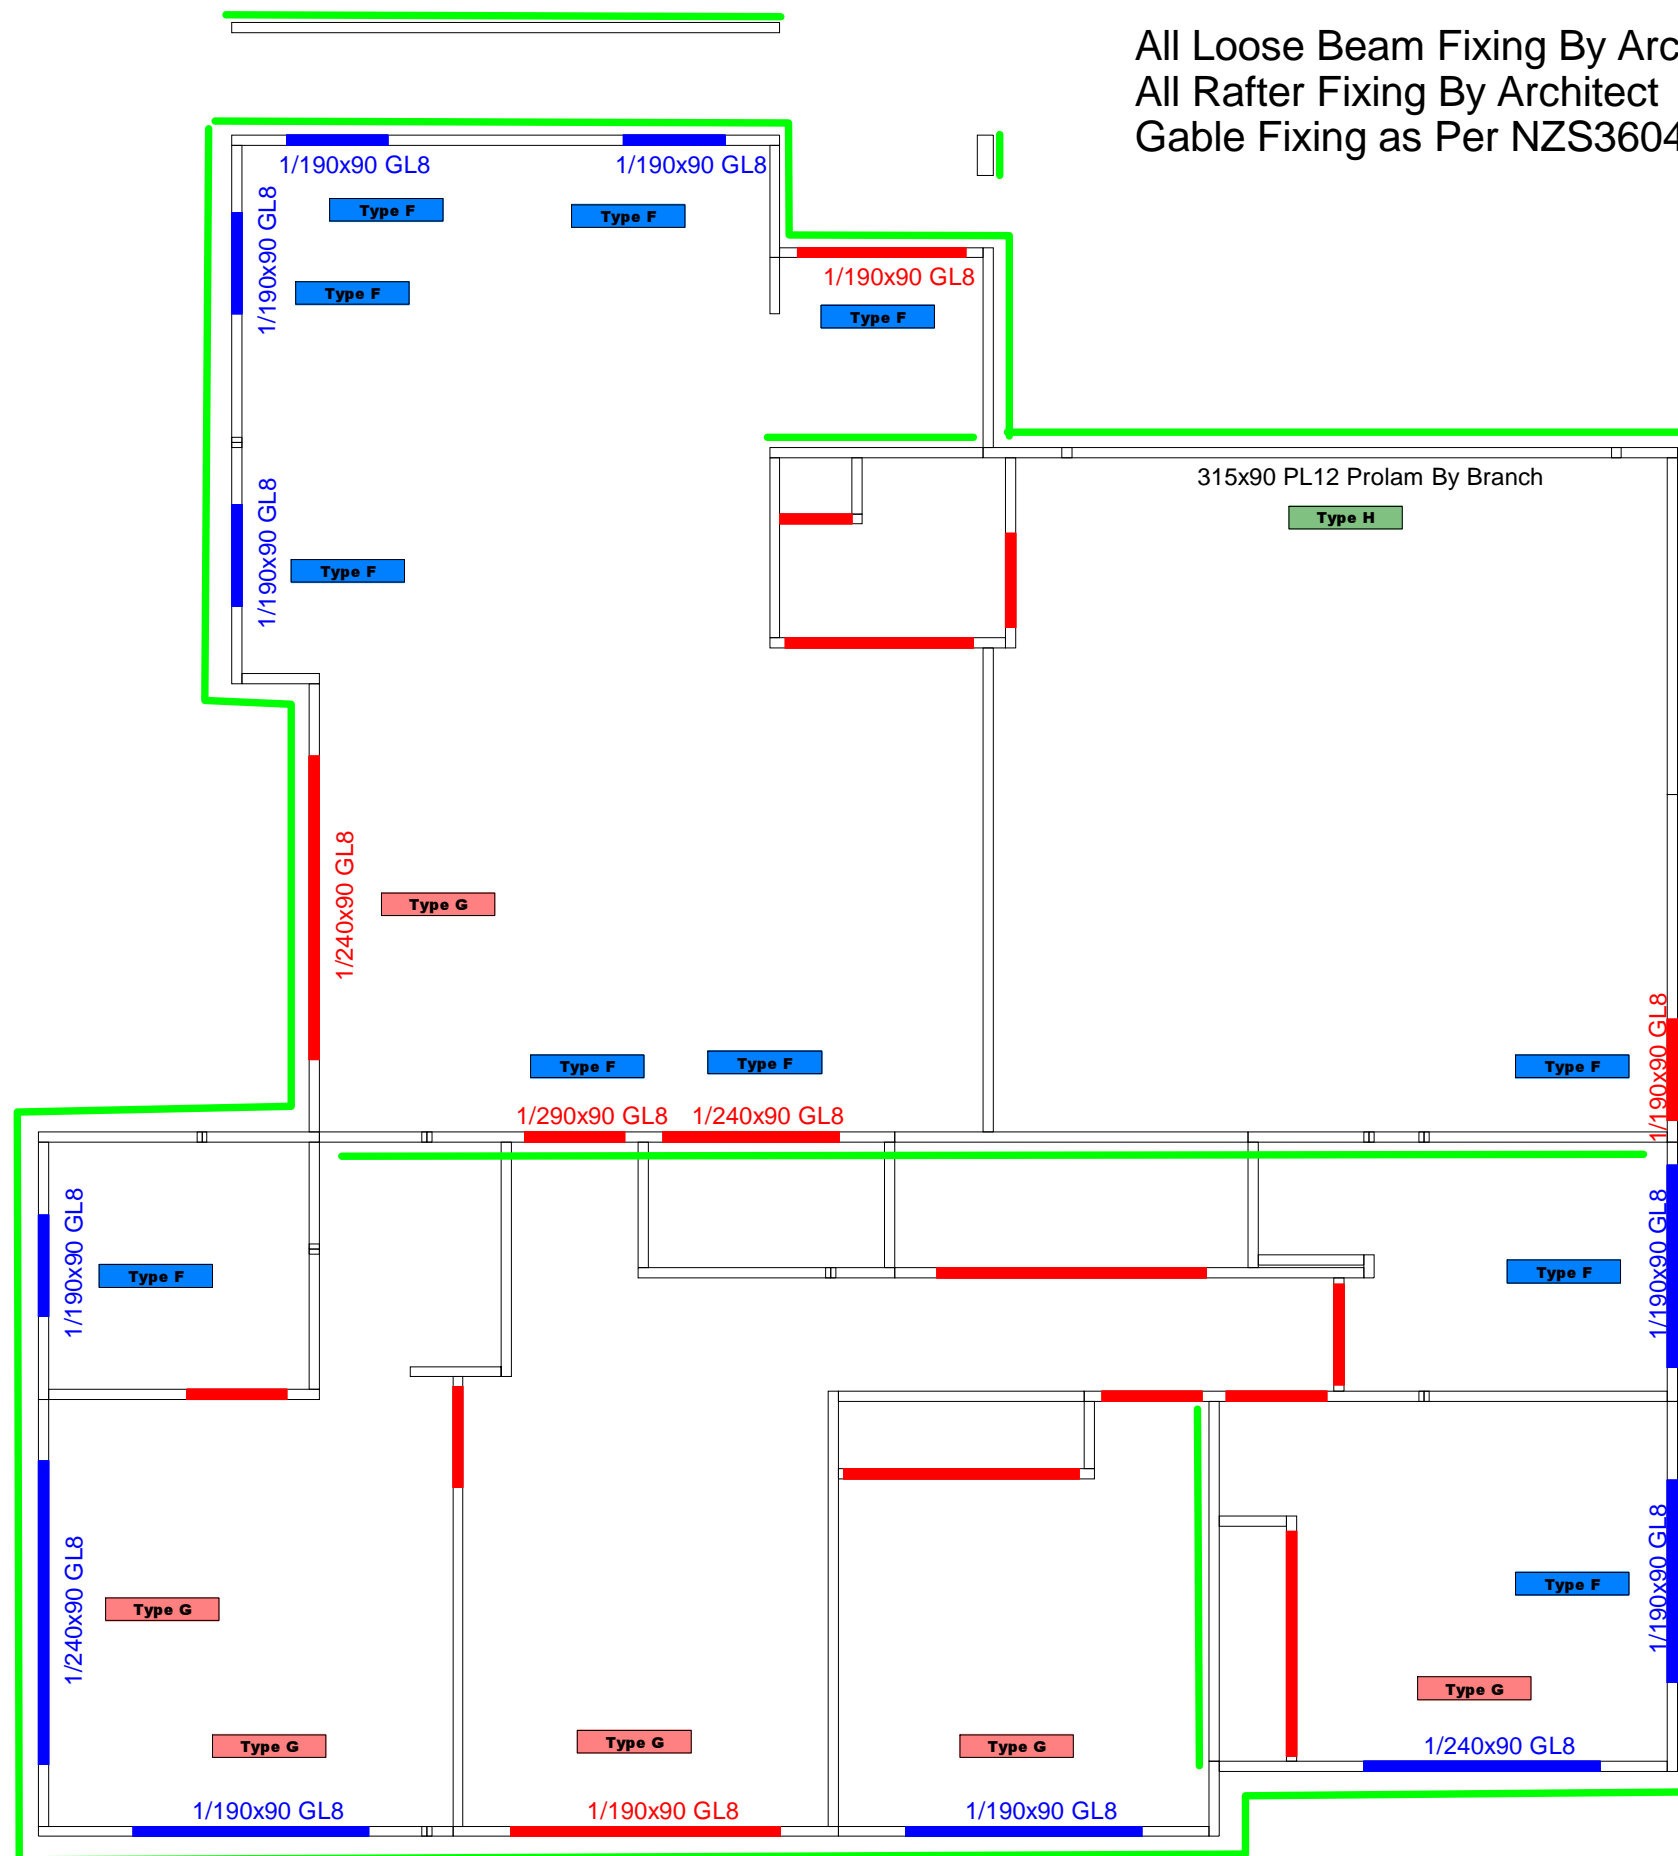 All Loose Beam Fixing By Arc
All Rafter Fixing By Architect
Gable Fixing as Per NZS3604
1/190x90 GL8
1/190x90 GL8
Type F
Type F
1/190x90 GL8
Type F
1/190x90 GL8
Type F
315x90 PL12 Prolam By Branch
Type H
1/190x90 GL8
Type F
1/240x90 GL8
Type G
Type F
Type F
Type F
1/190x90 GL8
1/290x90 GL8
1/240x90 GL8
1/190x90 GL8
Type F
Type F
1/190x90 GL8
1/240x90 GL8
Type G
Type F
1/190x90 GL8
Type G
Type G
Type G
Type G
1/240x90 GL8
1/190x90 GL8
1/190x90 GL8
1/190x90 GL8